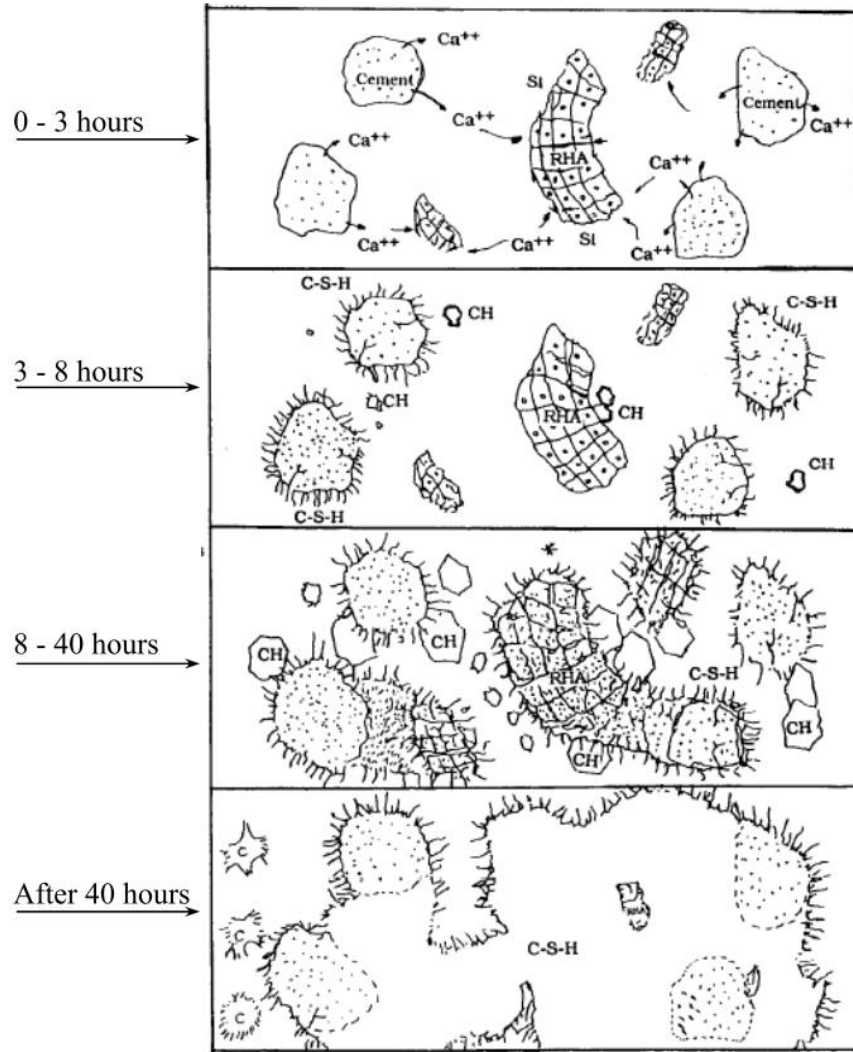 0 - 3 hours
Ca++
Cement
Ca++
Ca++
Si
RHA
Cement
Ca++
Ca++
Ca++
Ca++
Si
Ca++
3 - 8 hours
C-S-H
CH
C-S-H
CH
RHA
CH
CH
C-S-H
8 - 40 hours
CH
CH
RHA
C-S-H
CH
CH
After 40 hours
C
C
C
RHA
C-S-H